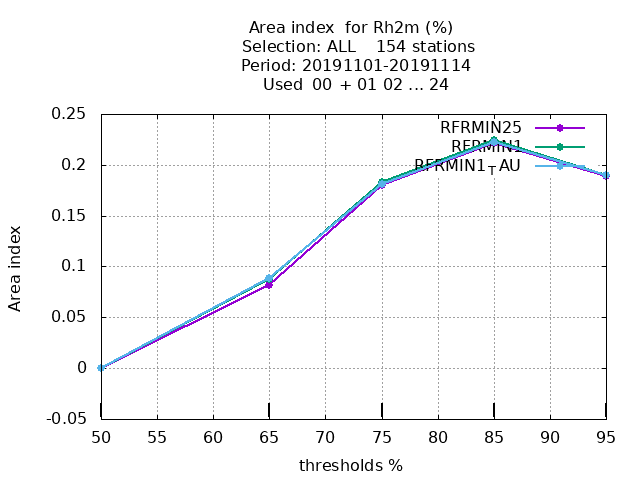 Area index  for Rh2m (%)
Selection: ALL    154 stations
Period: 20191101-20191114
Used  00  + 01 02 ... 24
0.25
0.2
0.15
0.1
0.05
0
-0.05
Area index
RFRMIN25
RFRMIN1
RFRMIN1TAU
50 55 60 65 70 75 80 85 90 95
thresholds %